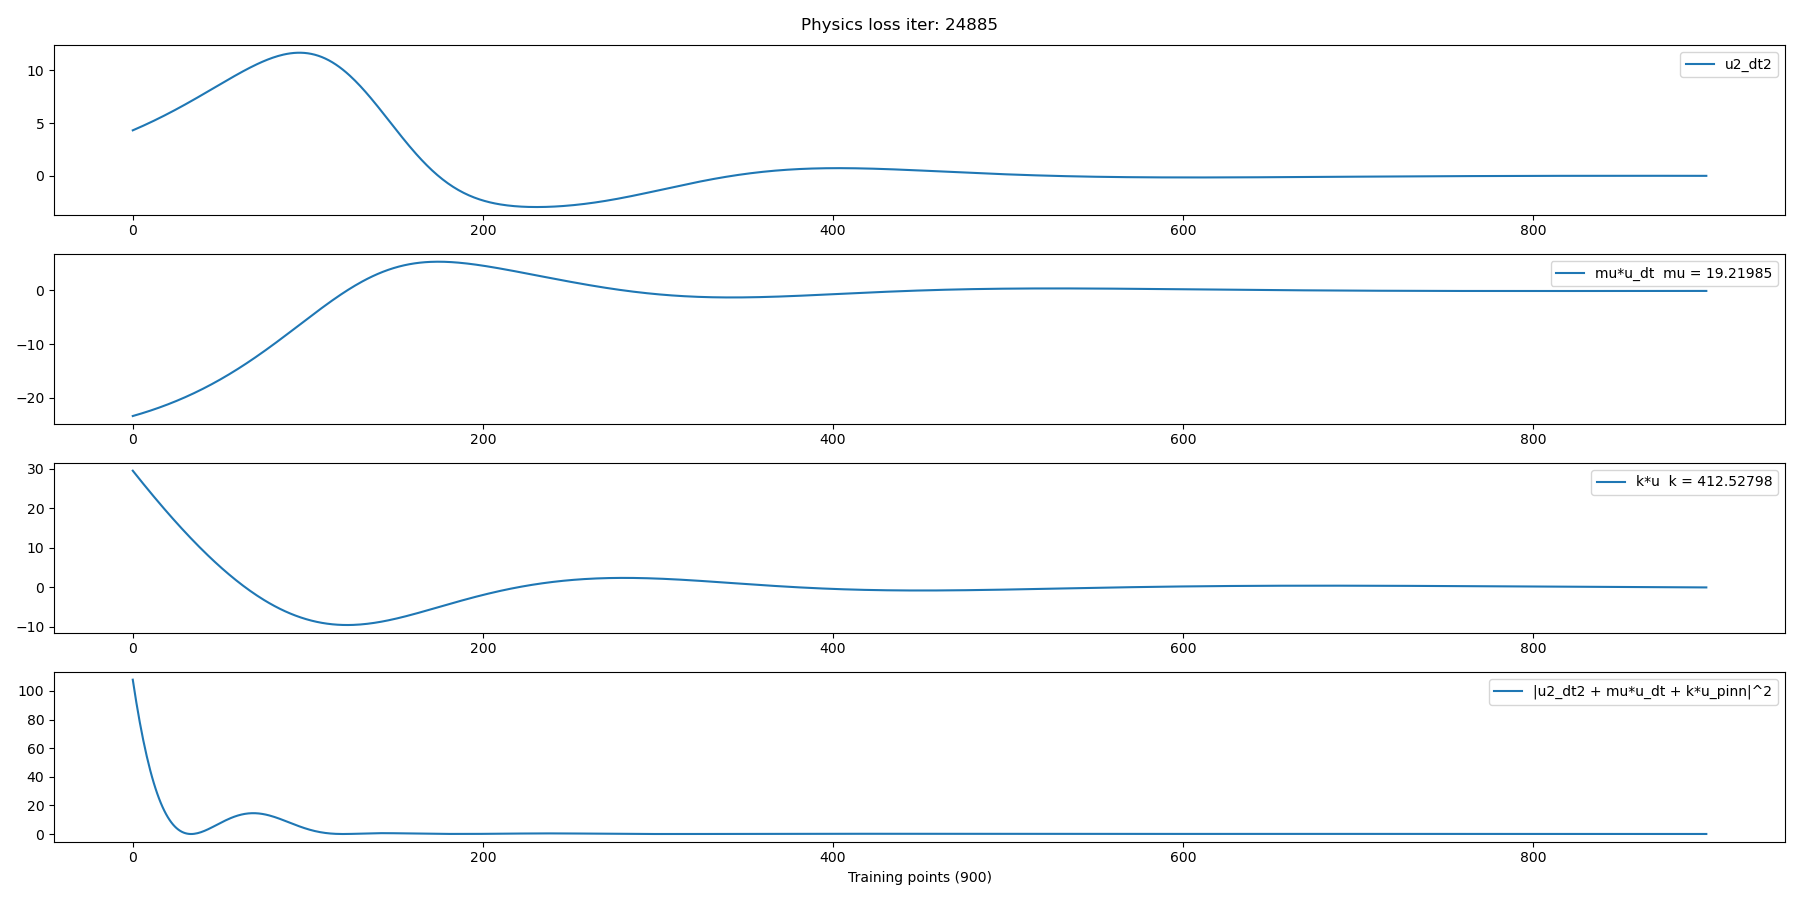 Physics loss iter: 24885
10
5
0
u2_dt2
0 200 400 600 800
0
−10
−20
mu*u_dt  mu = 19.21985
0 200 400 600 800
30
20
10
0
−10
k*u  k = 412.52798
0 200 400 600 800
100
80
60
40
20
0
|u2_dt2 + mu*u_dt + k*u_pinn|^2
0 200 400 600 800
Training points (900)